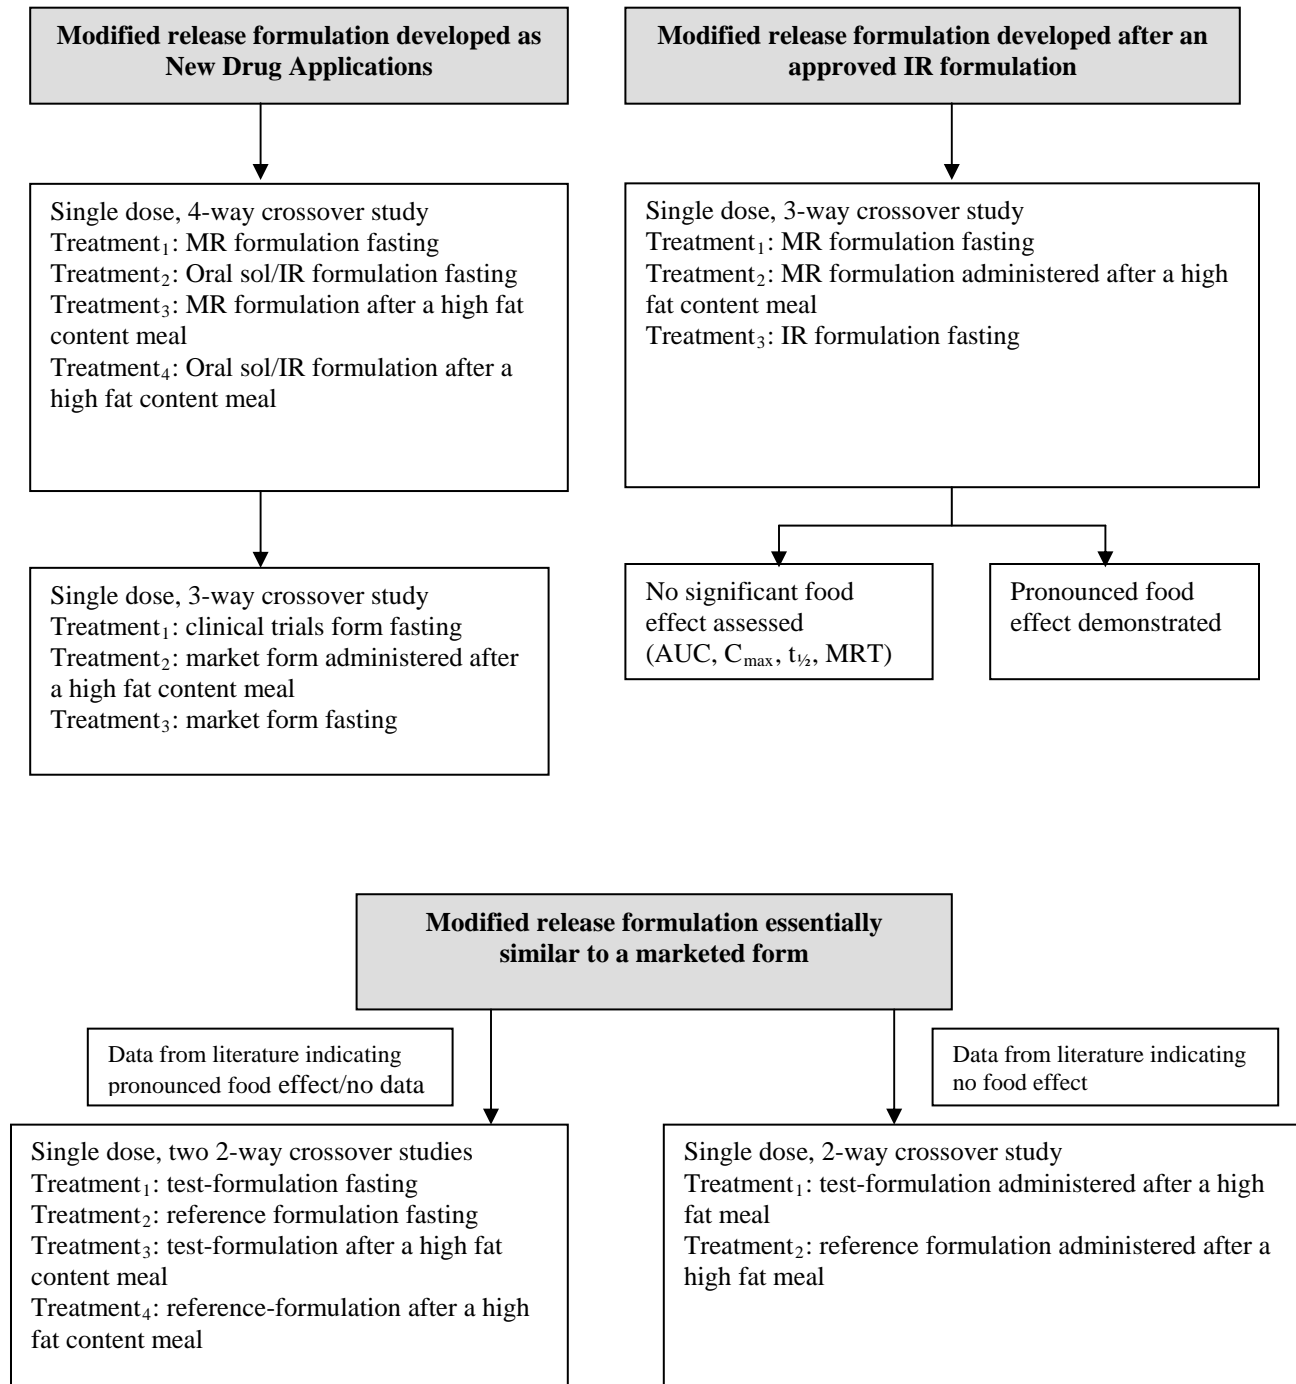 Modified release formulation developed as
New Drug Applications
Single dose, 4-way crossover study
Treatment₁: MR formulation fasting
Treatment₂: Oral sol/IR formulation fasting
Treatment₃: MR formulation after a high fat
content meal
Treatment₄: Oral sol/IR formulation after a
high fat content meal
Single dose, 3-way crossover study
Treatment₁: clinical trials form fasting
Treatment₂: market form administered after
a high fat content meal
Treatment₃: market form fasting
Modified release formulation developed after an
approved IR formulation
Single dose, 3-way crossover study
Treatment₁: MR formulation fasting
Treatment₂: MR formulation administered after a high
fat content meal
Treatment₃: IR formulation fasting
No significant food
effect assessed
(AUC, Cmax, t½, MRT)
Pronounced food
effect demonstrated
Modified release formulation essentially
similar to a marketed form
Data from literature indicating
pronounced food effect/no data
Single dose, two 2-way crossover studies
Treatment₁: test-formulation fasting
Treatment₂: reference formulation fasting
Treatment₃: test-formulation after a high fat
content meal
Treatment₄: reference-formulation after a high
fat content meal
Data from literature indicating
no food effect
Single dose, 2-way crossover study
Treatment₁: test-formulation administered after a high
fat meal
Treatment₂: reference formulation administered after a
high fat meal